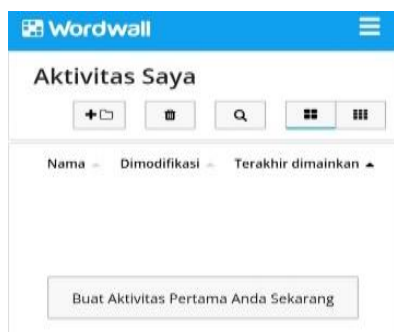 Wordwall
Aktivitas Saya
Nama Dimodifikasi Terakhir dimainkan
Buat Aktivitas Pertama Anda Sekarang